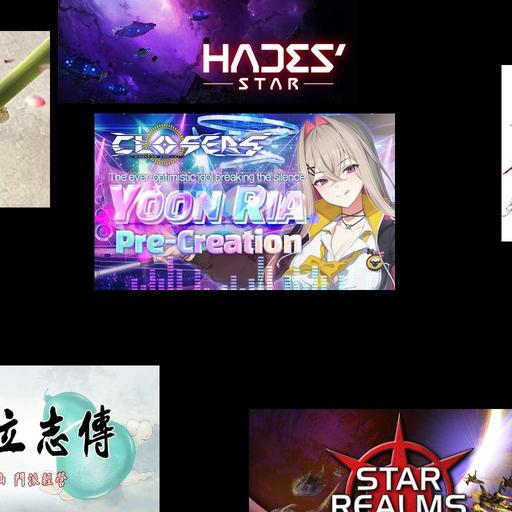 HADES'
STAR
CLOSERS
The ever-optimistic idol breaking the silence
YOON RIA
Pre-Creation
立志傳
門派經營
STAR
REALMS